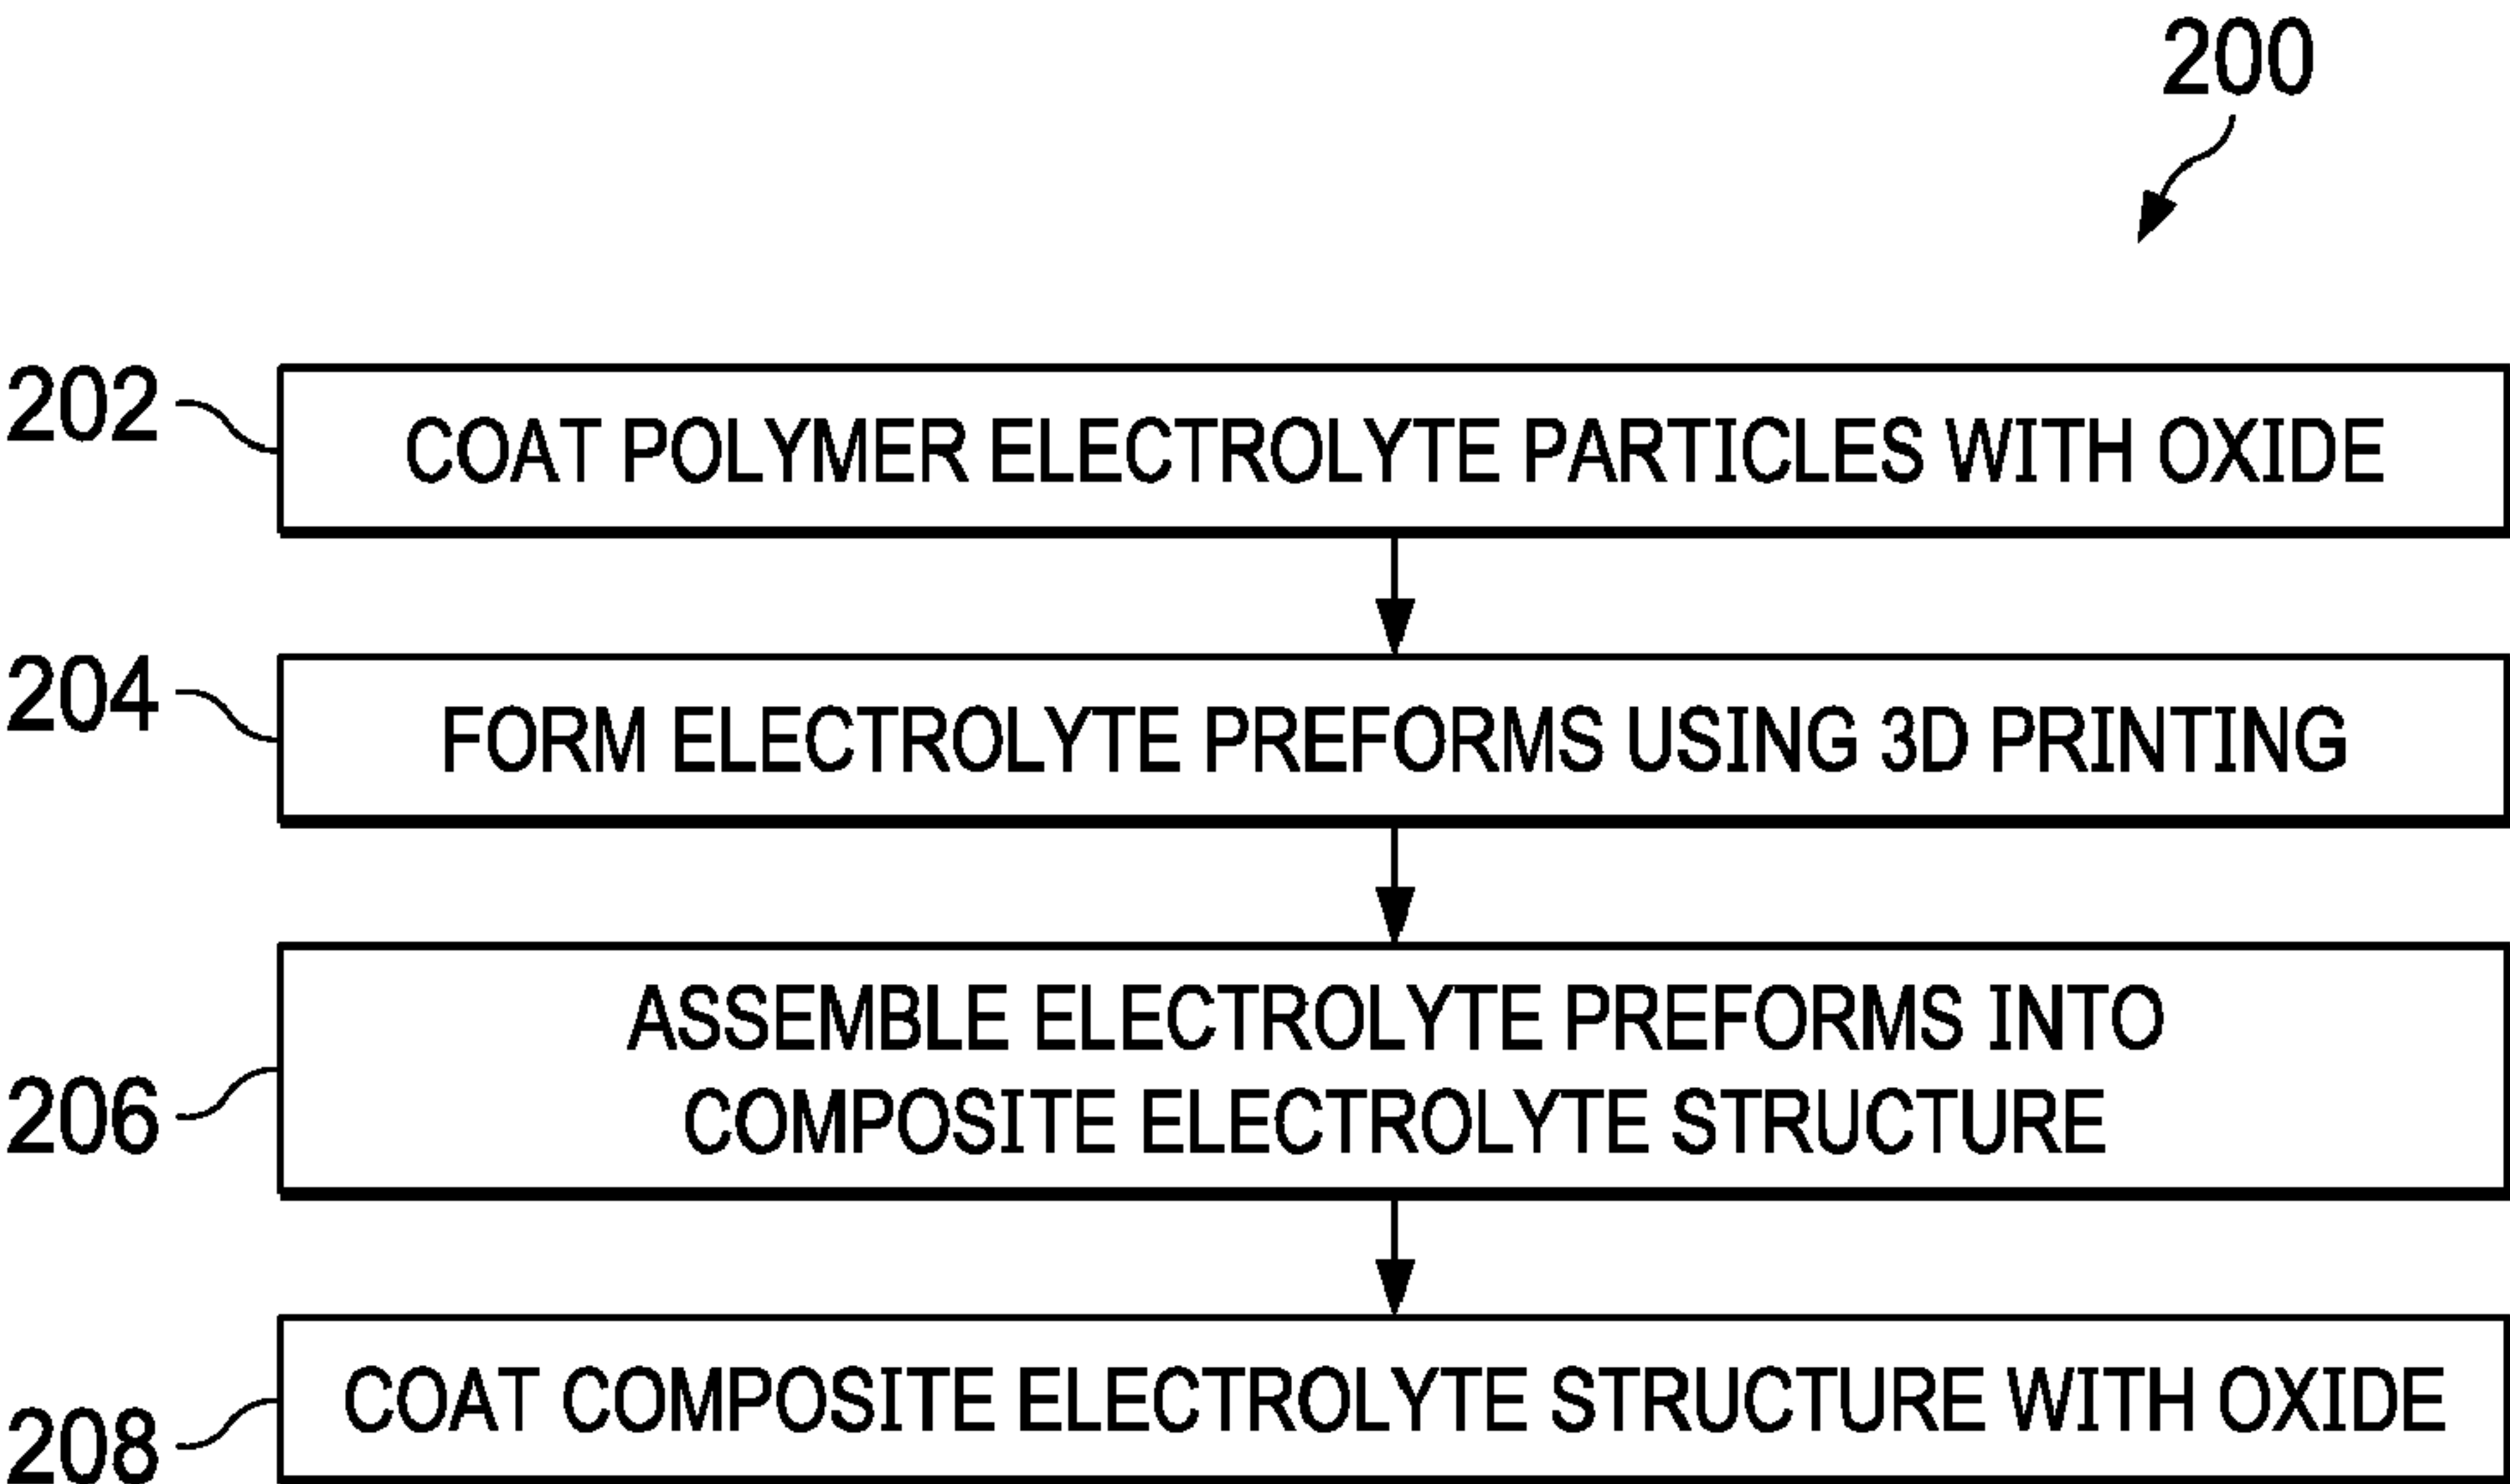 200
202
COAT POLYMER ELECTROLYTE PARTICLES WITH OXIDE
204
FORM ELECTROLYTE PREFORMS USING 3D PRINTING
206
ASSEMBLE ELECTROLYTE PREFORMS INTO
COMPOSITE ELECTROLYTE STRUCTURE
208
COAT COMPOSITE ELECTROLYTE STRUCTURE WITH OXIDE